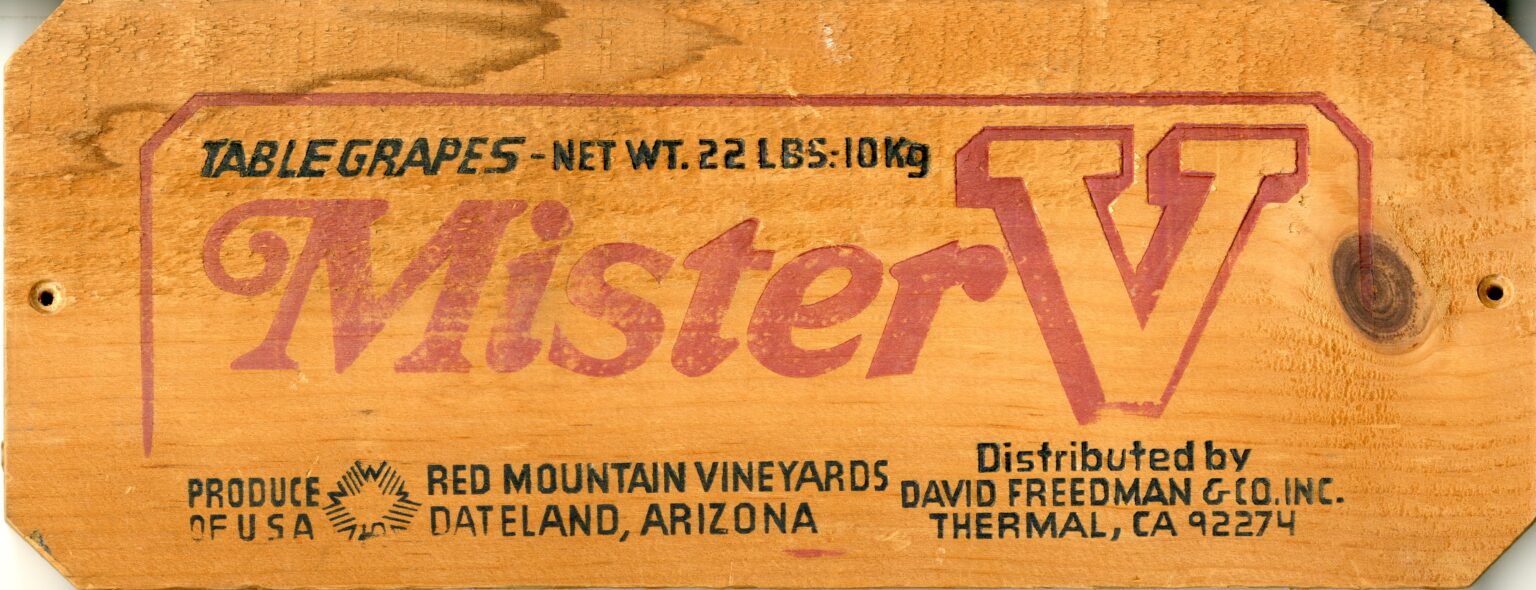 TABLE GRAPES - NET WT. 22 LBS:10Kg
Mister V
PRODUCE
OF USA
RED MOUNTAIN VINEYARDS
DATELAND, ARIZONA
Distributed by
DAVID FREEDMAN & CO. INC.
THERMAL, CA 92274